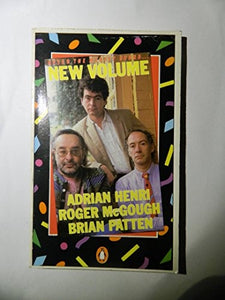 NEW VOLUME
ADRIAN HENRI
ROGER McGOUGH
BRIAN PATTEN